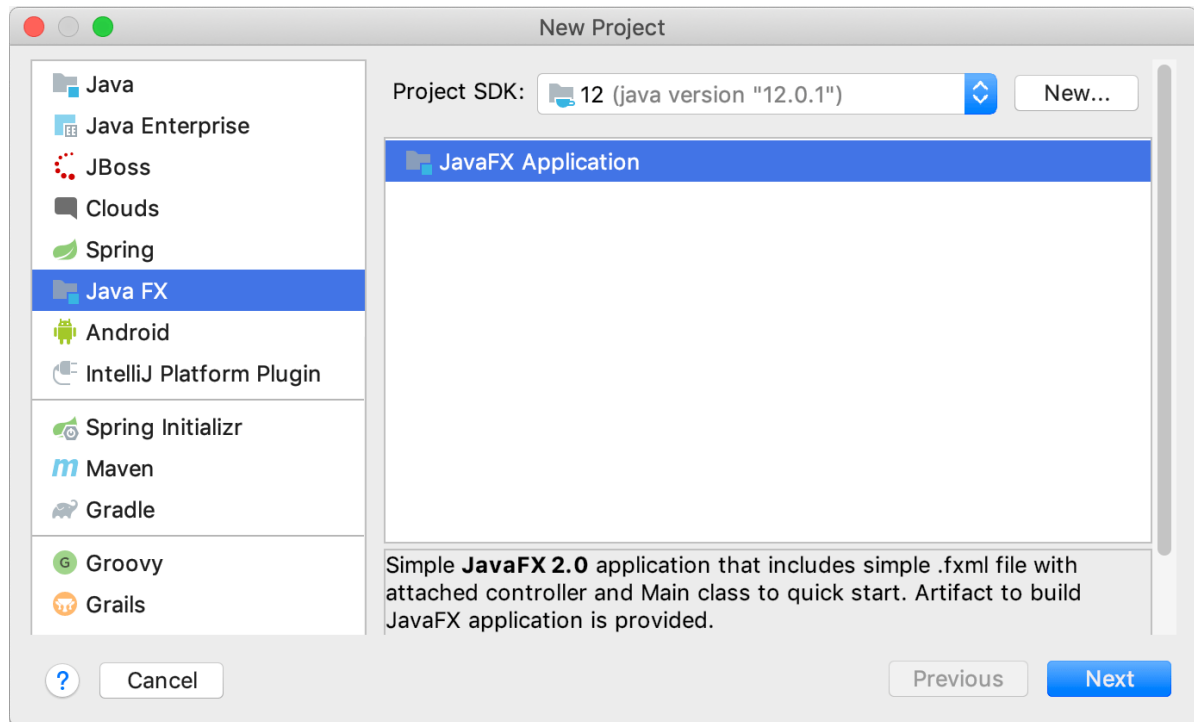 New Project
Java
Java Enterprise
JBoss
Clouds
Spring
Java FX
Android
IntelliJ Platform Plugin
Spring Initializr
Maven
Gradle
G Groovy
Grails
Project SDK: 12 (java version "12.0.1") New...
JavaFX Application
Simple JavaFX 2.0 application that includes simple .fxml file with
attached controller and Main class to quick start. Artifact to build
JavaFX application is provided.
? Cancel Previous Next